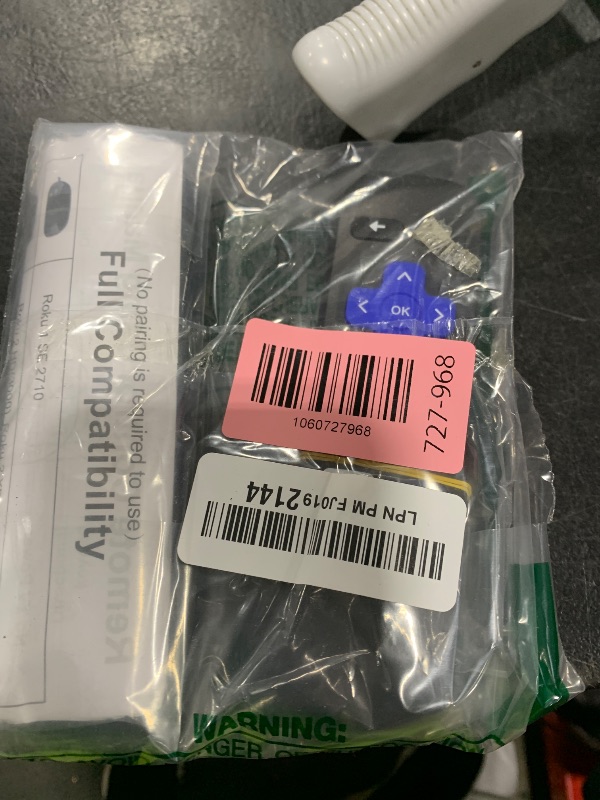 (No pairing is required to use)
Full Compatibility
Roku 1 SE 2710
OK
1060727968
727-968
LPN PM FJ0192144
WARNING: